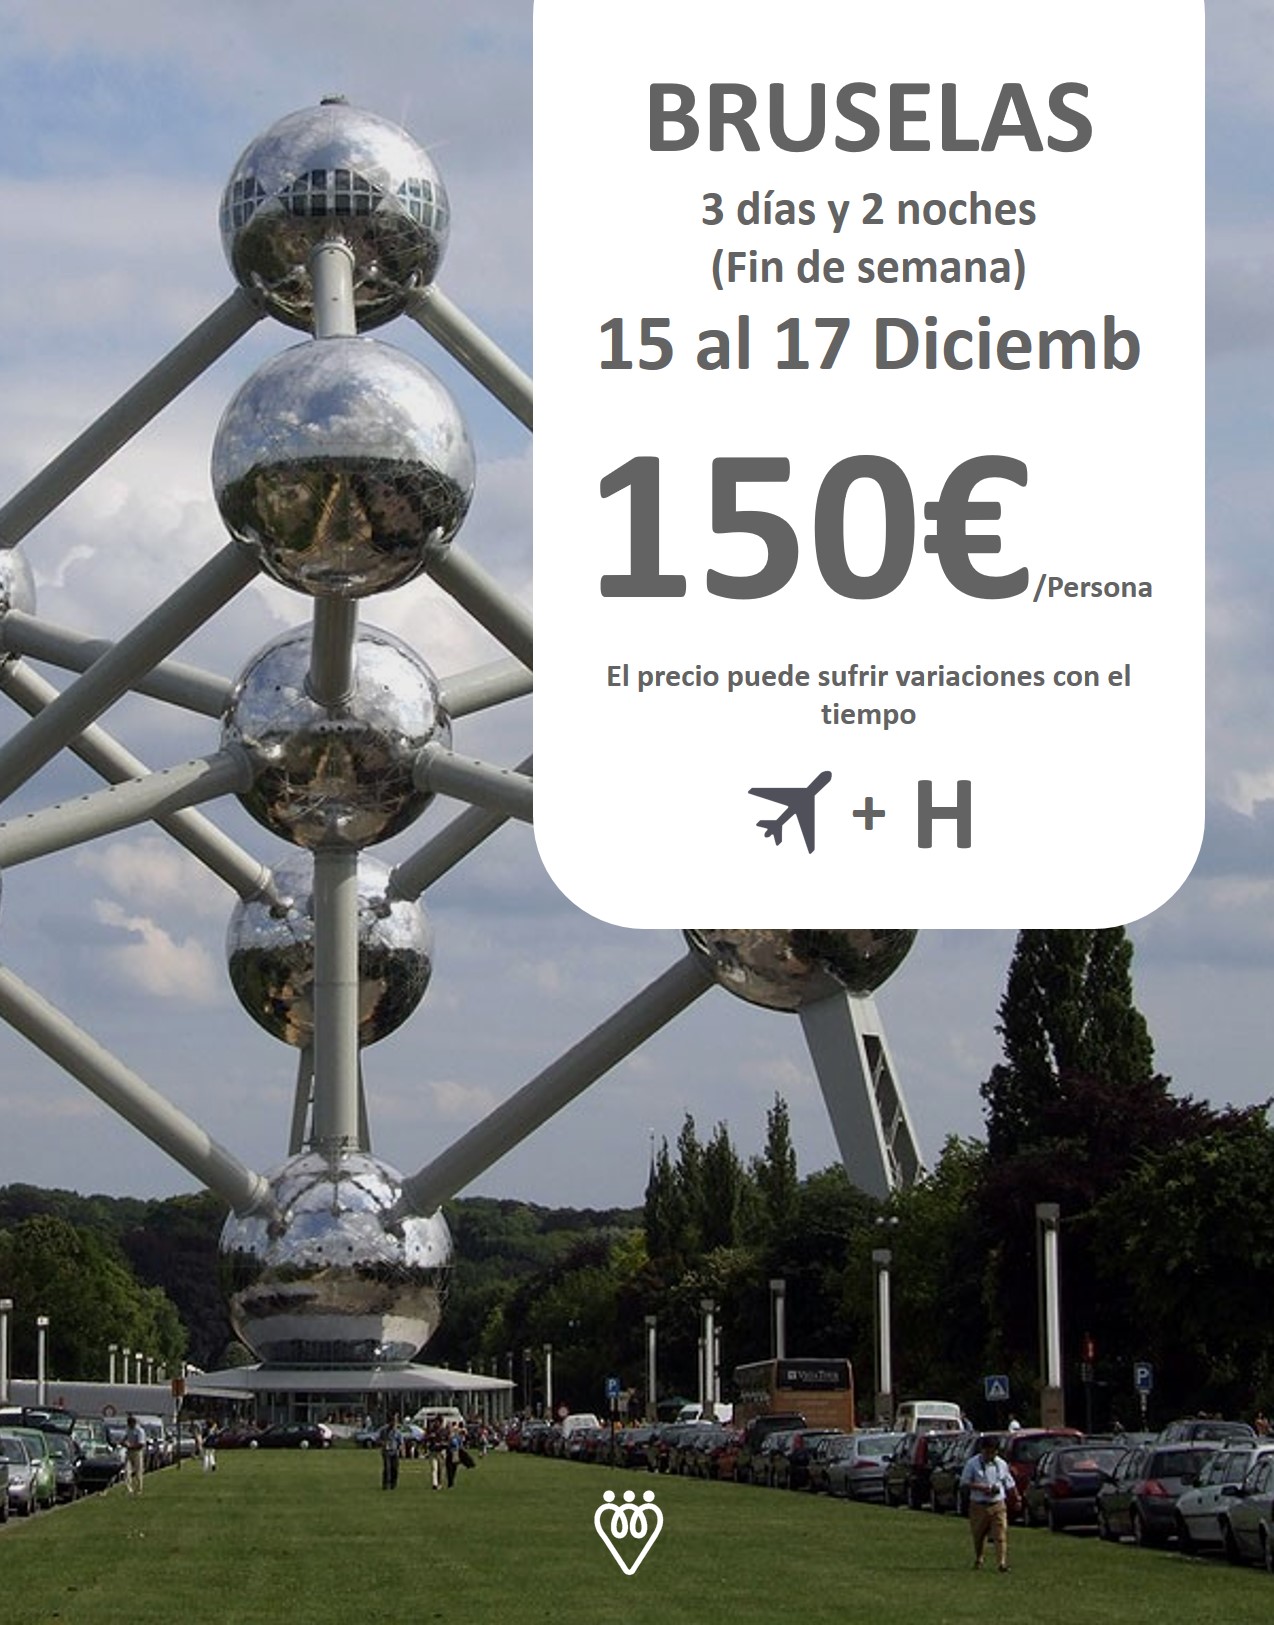 BRUSELAS
3 días y 2 noches
(Fin de semana)
15 al 17 Diciemb
150€/Persona
El precio puede sufrir variaciones con el
tiempo
+ H
P
P